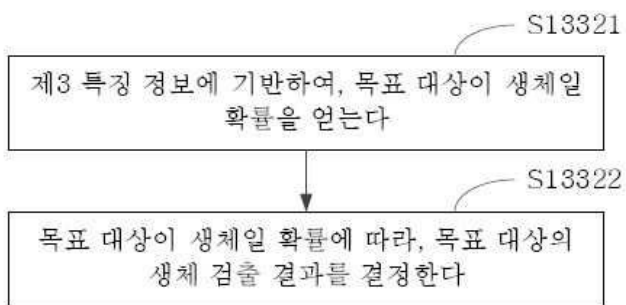 S13321
제3 특징 정보에 기반하여, 목표 대상이 생체일
확률을 얻는다
S13322
목표 대상이 생체일 확률에 따라, 목표 대상의
생체 검출 결과를 결정한다